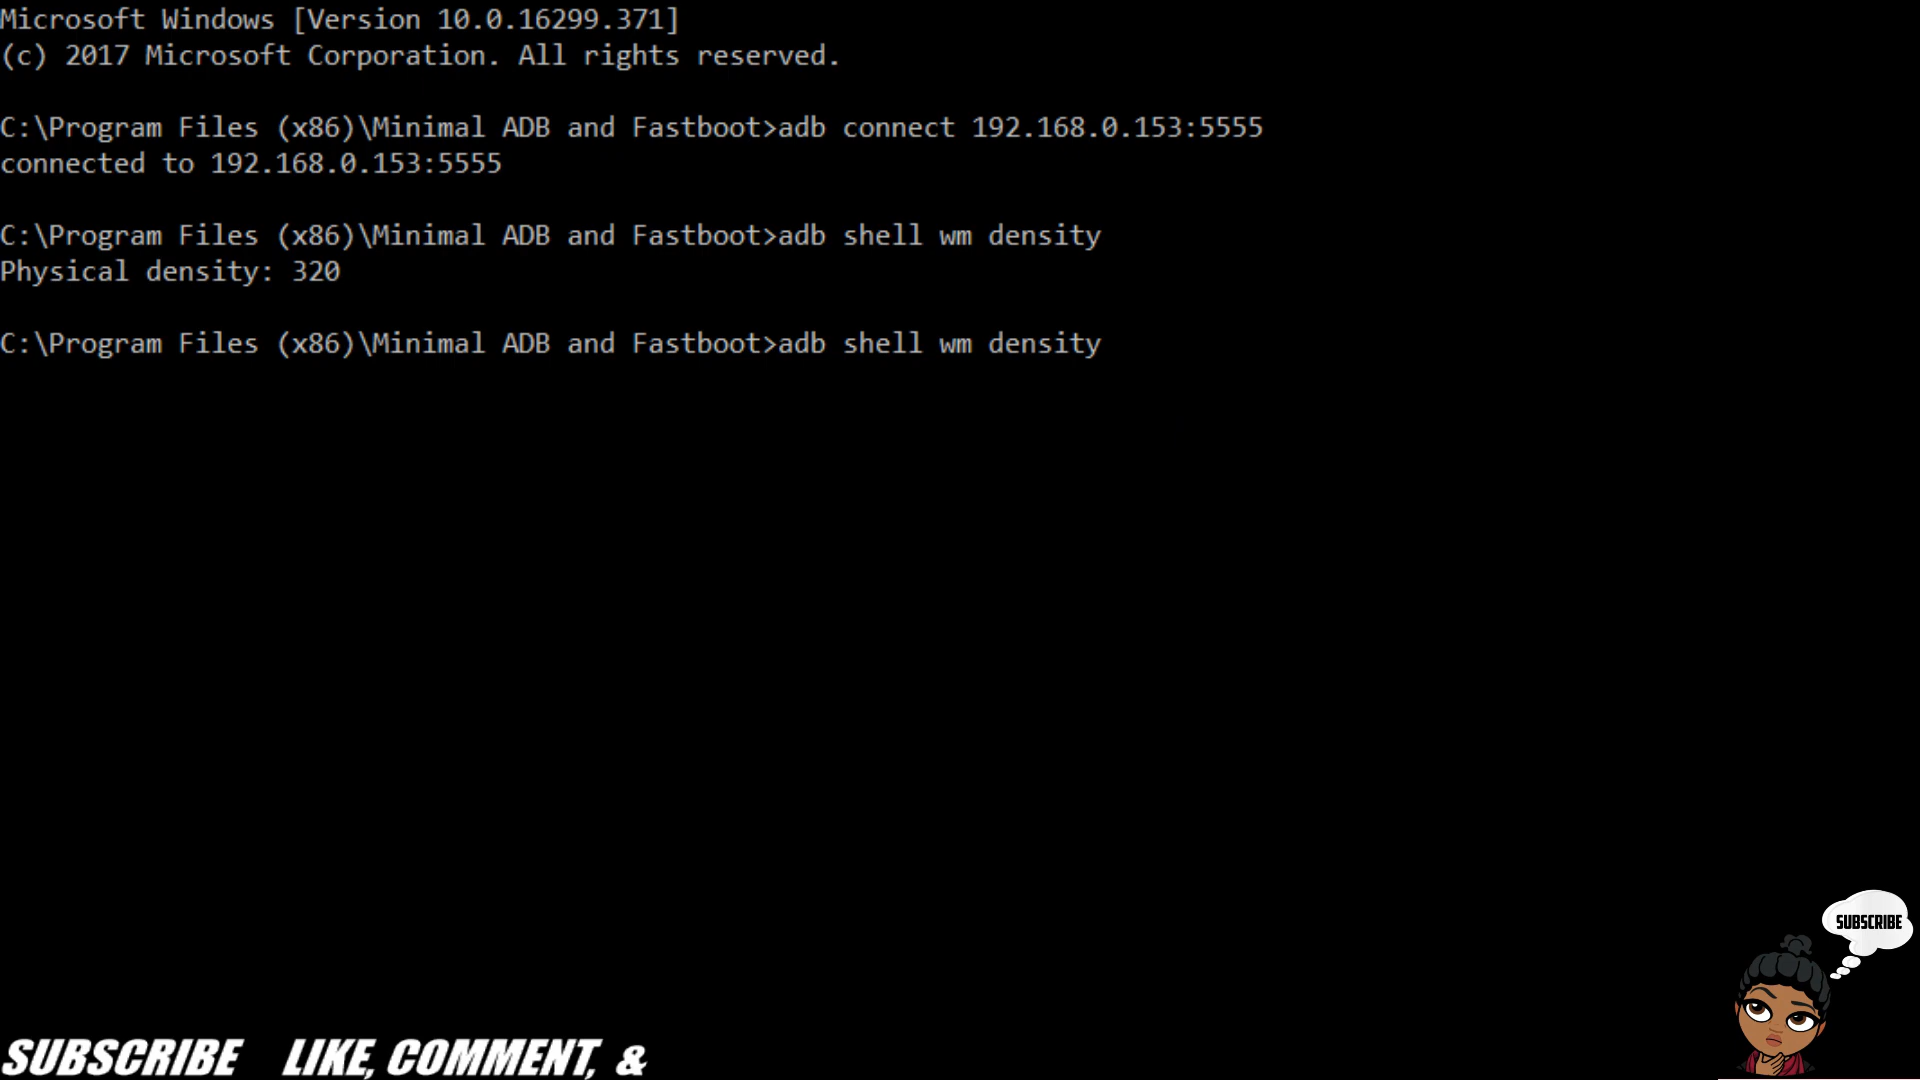 Microsoft Windows [Version 10.0.16299.371]
(c) 2017 Microsoft Corporation. All rights reserved.
C:\Program Files (x86)\Minimal ADB and Fastboot>adb connect 192.168.0.153:5555
connected to 192.168.0.153:5555
C:\Program Files (x86)\Minimal ADB and Fastboot>adb shell wm density
Physical density: 320
C:\Program Files (x86)\Minimal ADB and Fastboot>adb shell wm density
SUBSCRIBE
SUBSCRIBE LIKE, COMMENT, &